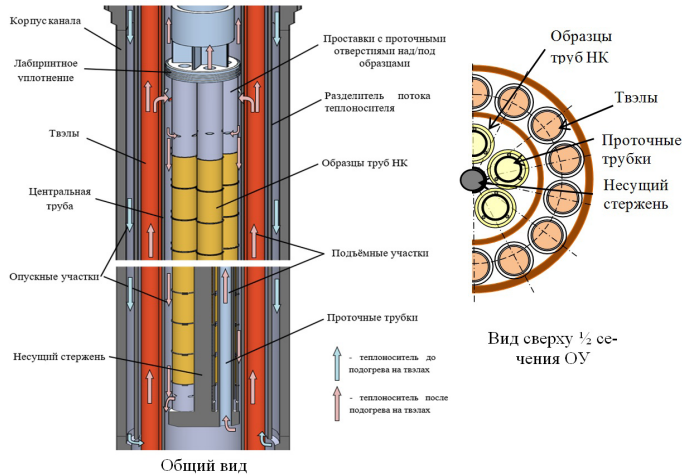 Корпус канала
Лабиринтное
уплотнение
Твэлы
Центральная
труба
Опускные участки
Несущий стержень
Проставки с проточными
отверстиями над/под
образцами
Разделитель потока
теплоносителя
Образцы труб НК
Подъёмные участки
Проточные трубки
- теплоноситель до
подогрева на твэлах
- теплоноситель после
подогрева на твэлах
Общий вид
Образцы
труб НК
Твэлы
Проточные
трубки
Несущий
стержень
Вид сверху ½ се-
чения ОУ